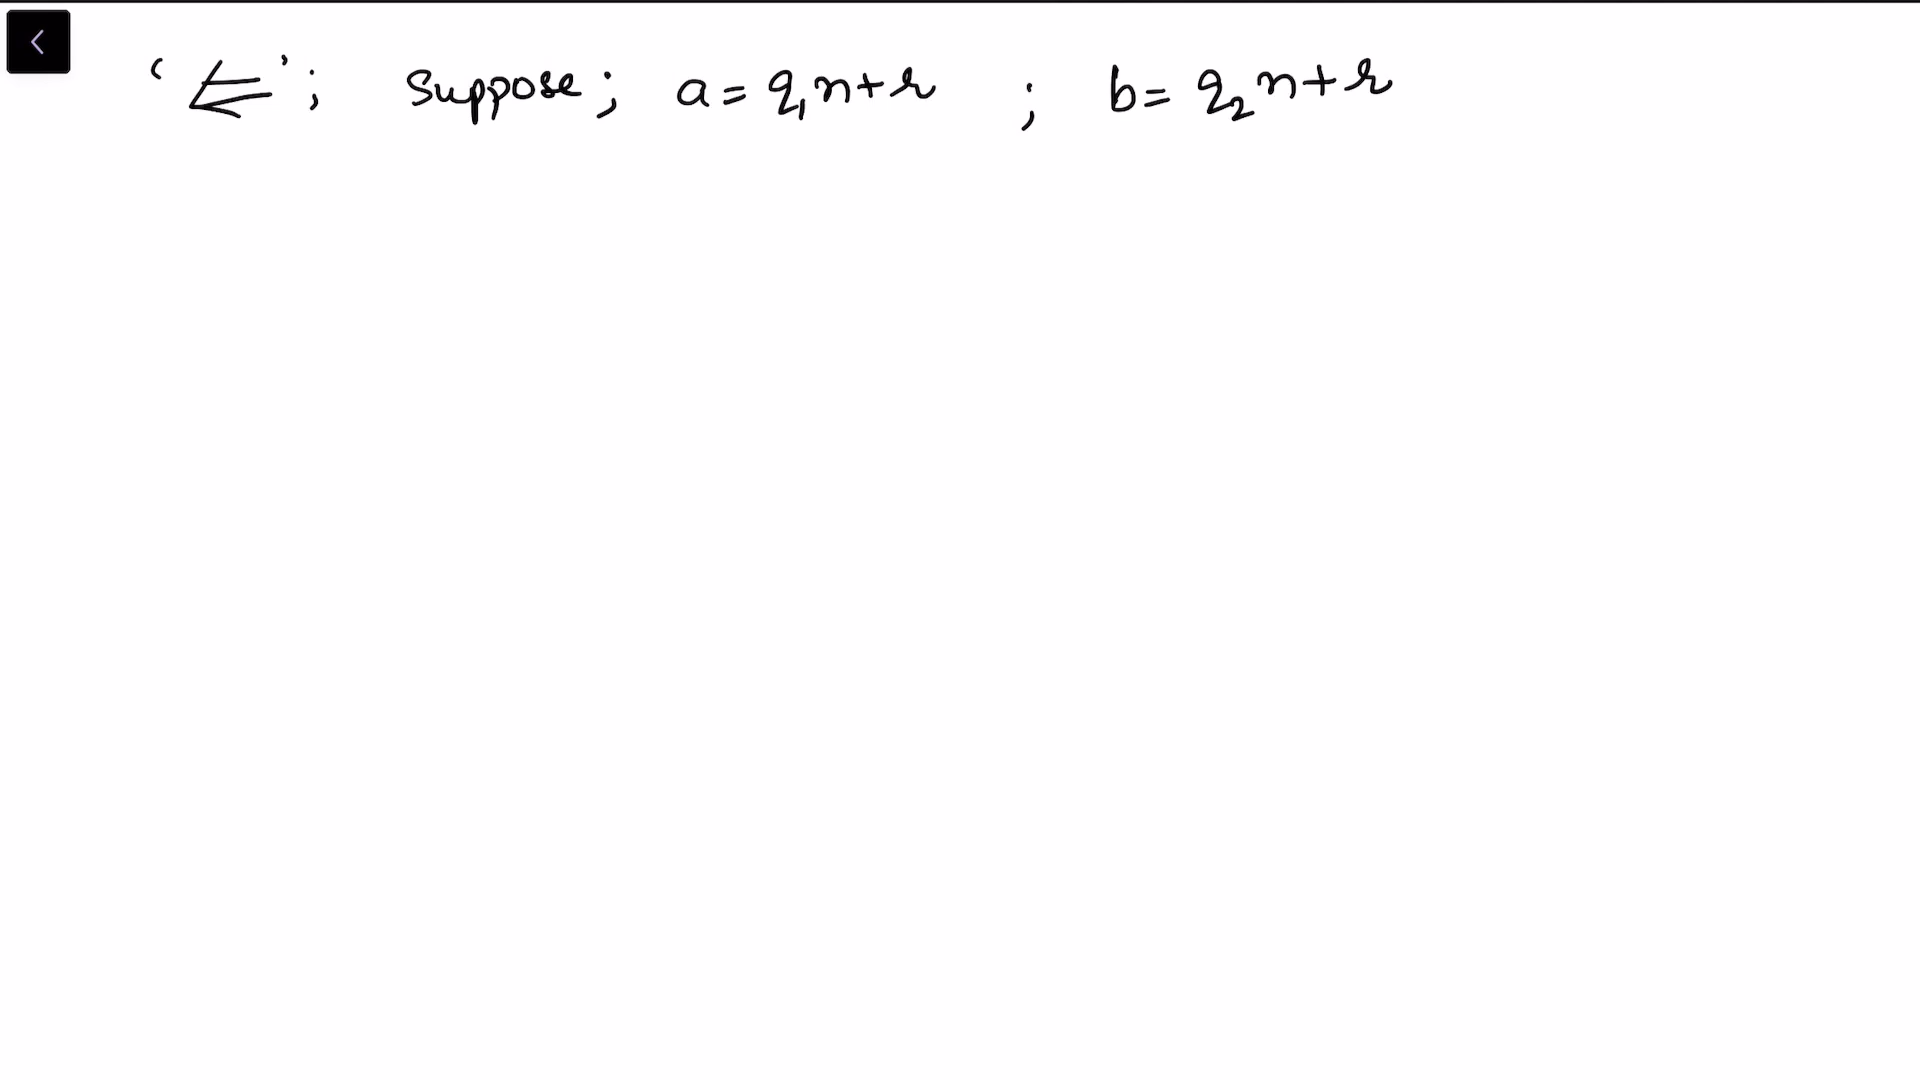 ‘⇐’; Suppose; a = q₁n+r ; b = q₂n+r